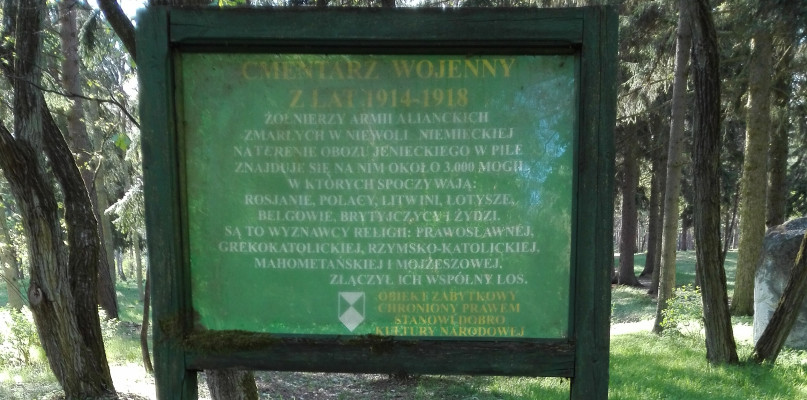 CMENTARZ WOJENNY
Z LAT 1914-1918
ŻOŁNIERZY ARMII ALIANCKICH
ZMARŁYCH W NIEWOLI NIEMIECKIEJ
NA TERENIE OBOZU JENIECKIEGO W PILE
ZNAJDUJE SIĘ NA NIM OKOŁO 3.000 MOGIŁ
W KTÓRYCH SPOCZYWAJĄ:
ROSJANIE, POLACY, LITWINI, LOTYSZE,
BELGOWIE, BRYTYJCZYCY I ŻYDZI.
SĄ TO WYZNAWCY RELIGII: PRAWOSŁAWNEJ,
GREKOKATOLICKIEJ, RZYMSKO-KATOLICKIEJ,
MAHOMETAŃSKIEJ I MOJŻESZOWEJ.
ZŁĄCZYŁ ICH WSPÓLNY LOS.
OBIEKT ZABYTKOWY
CHRONIONY PRAWEM
STANOWI DOBRO
KULTURY NARODOWEJ